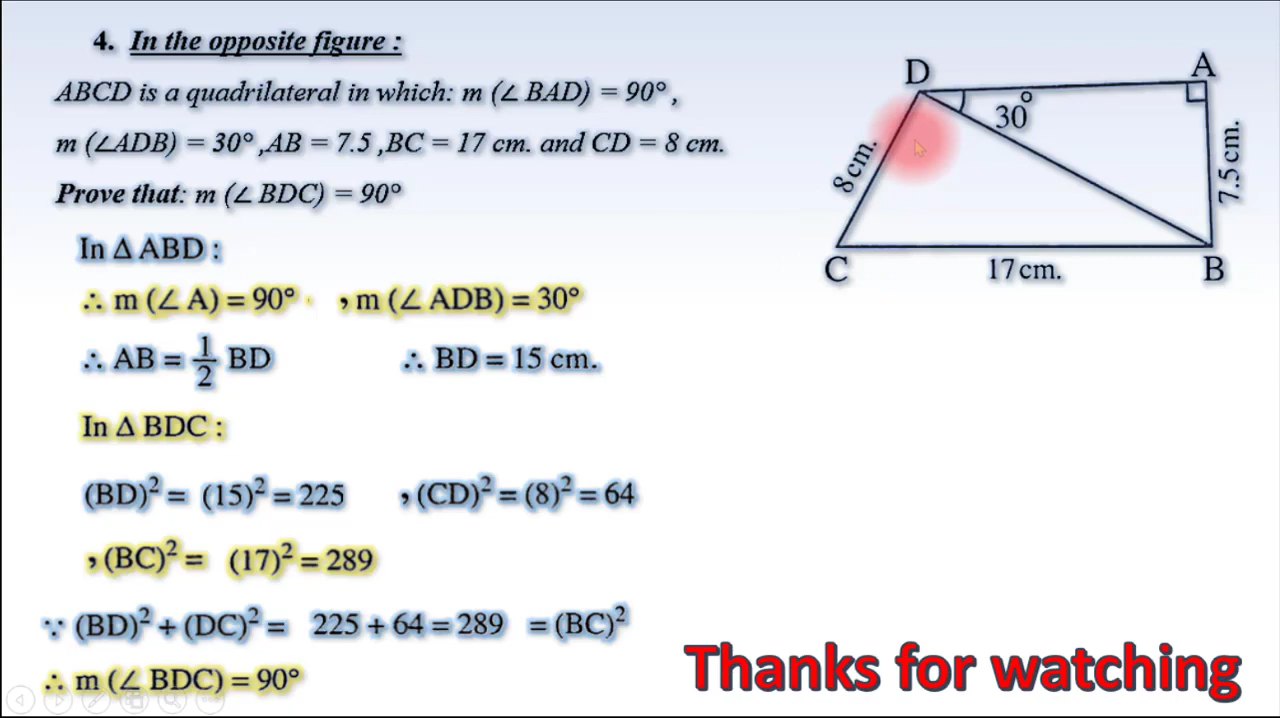 4. In the opposite figure :
ABCD is a quadrilateral in which: m (∠ BAD) = 90° ,
m (∠ADB) = 30° ,AB = 7.5 ,BC = 17 cm. and CD = 8 cm.
Prove that: m (∠ BDC) = 90°
In Δ ABD :
∴ m (∠ A) = 90° , m (∠ ADB) = 30°
∴ AB = 1/2 BD ∴ BD = 15 cm.
In Δ BDC :
(BD)² = (15)² = 225 , (CD)² = (8)² = 64
, (BC)² = (17)² = 289
∵ (BD)² + (DC)² = 225 + 64 = 289 = (BC)²
∴ m (∠ BDC) = 90°
D
A
30°
8 cm.
7.5 cm.
C
17 cm.
B
Thanks for watching